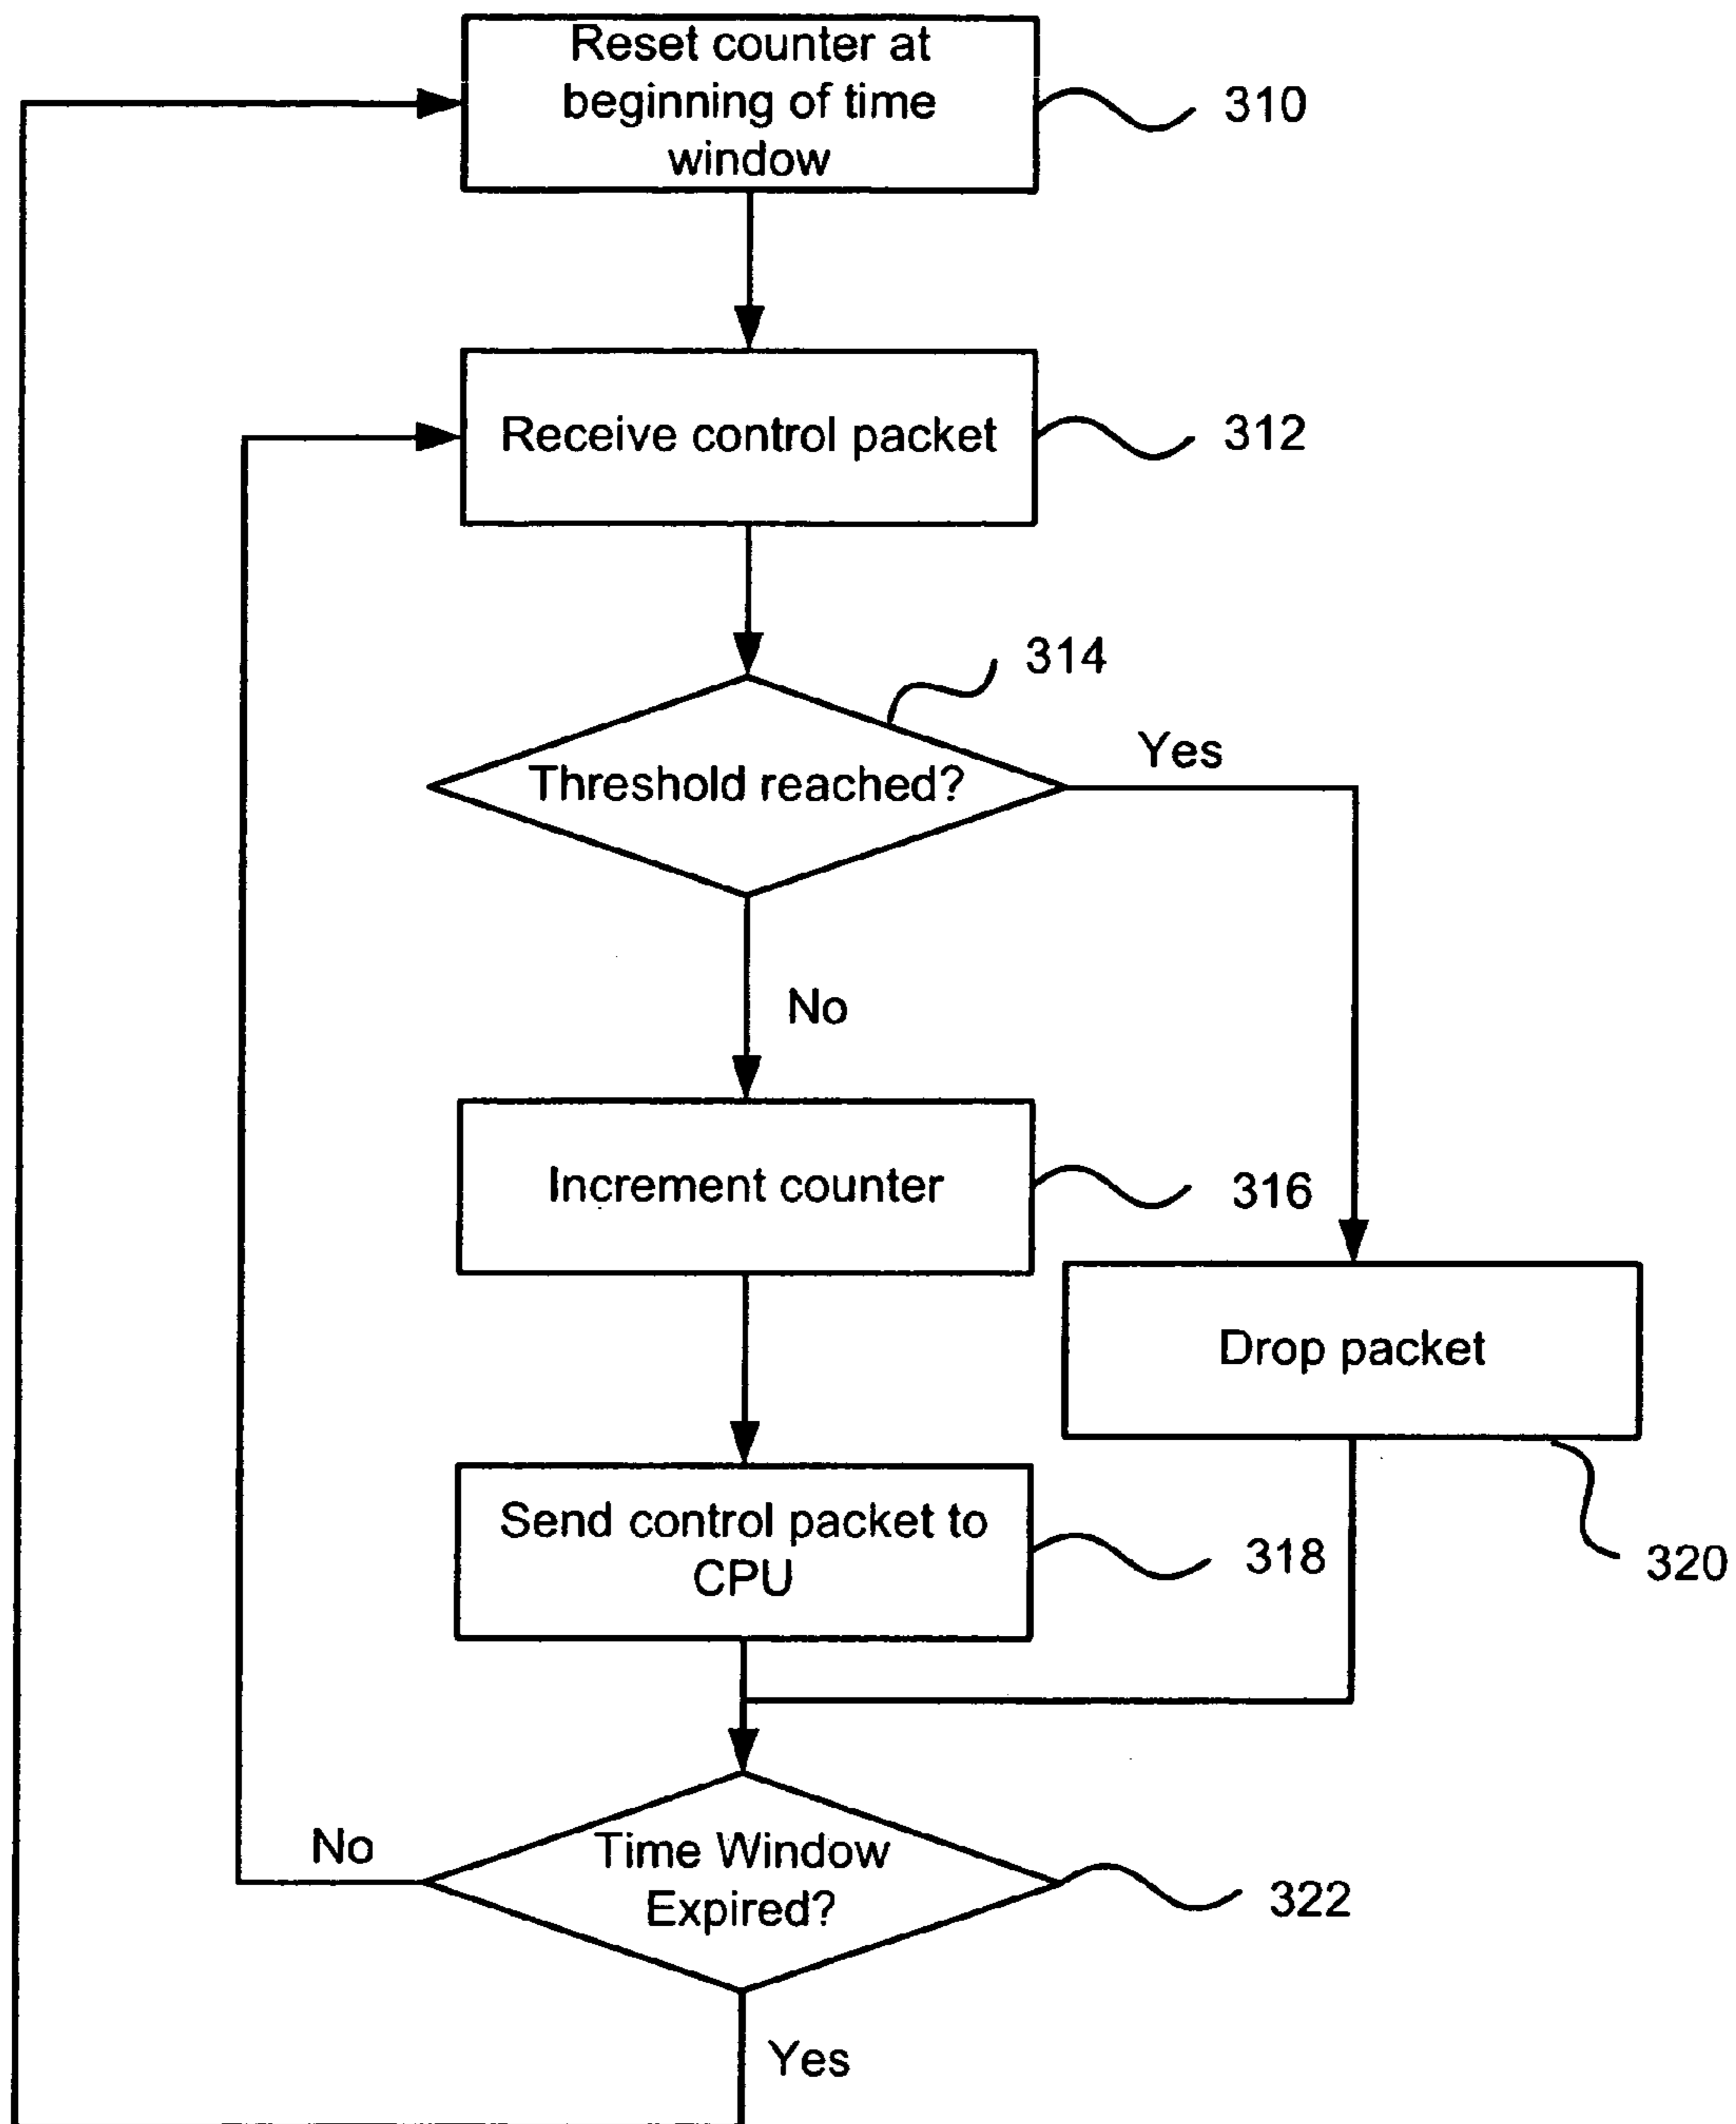 Reset counter at
beginning of time
window
310
Receive control packet
312
314
Threshold reached?
Yes
No
Increment counter
316
Drop packet
320
Send control packet to
CPU
318
Time Window
Expired?
No
322
Yes